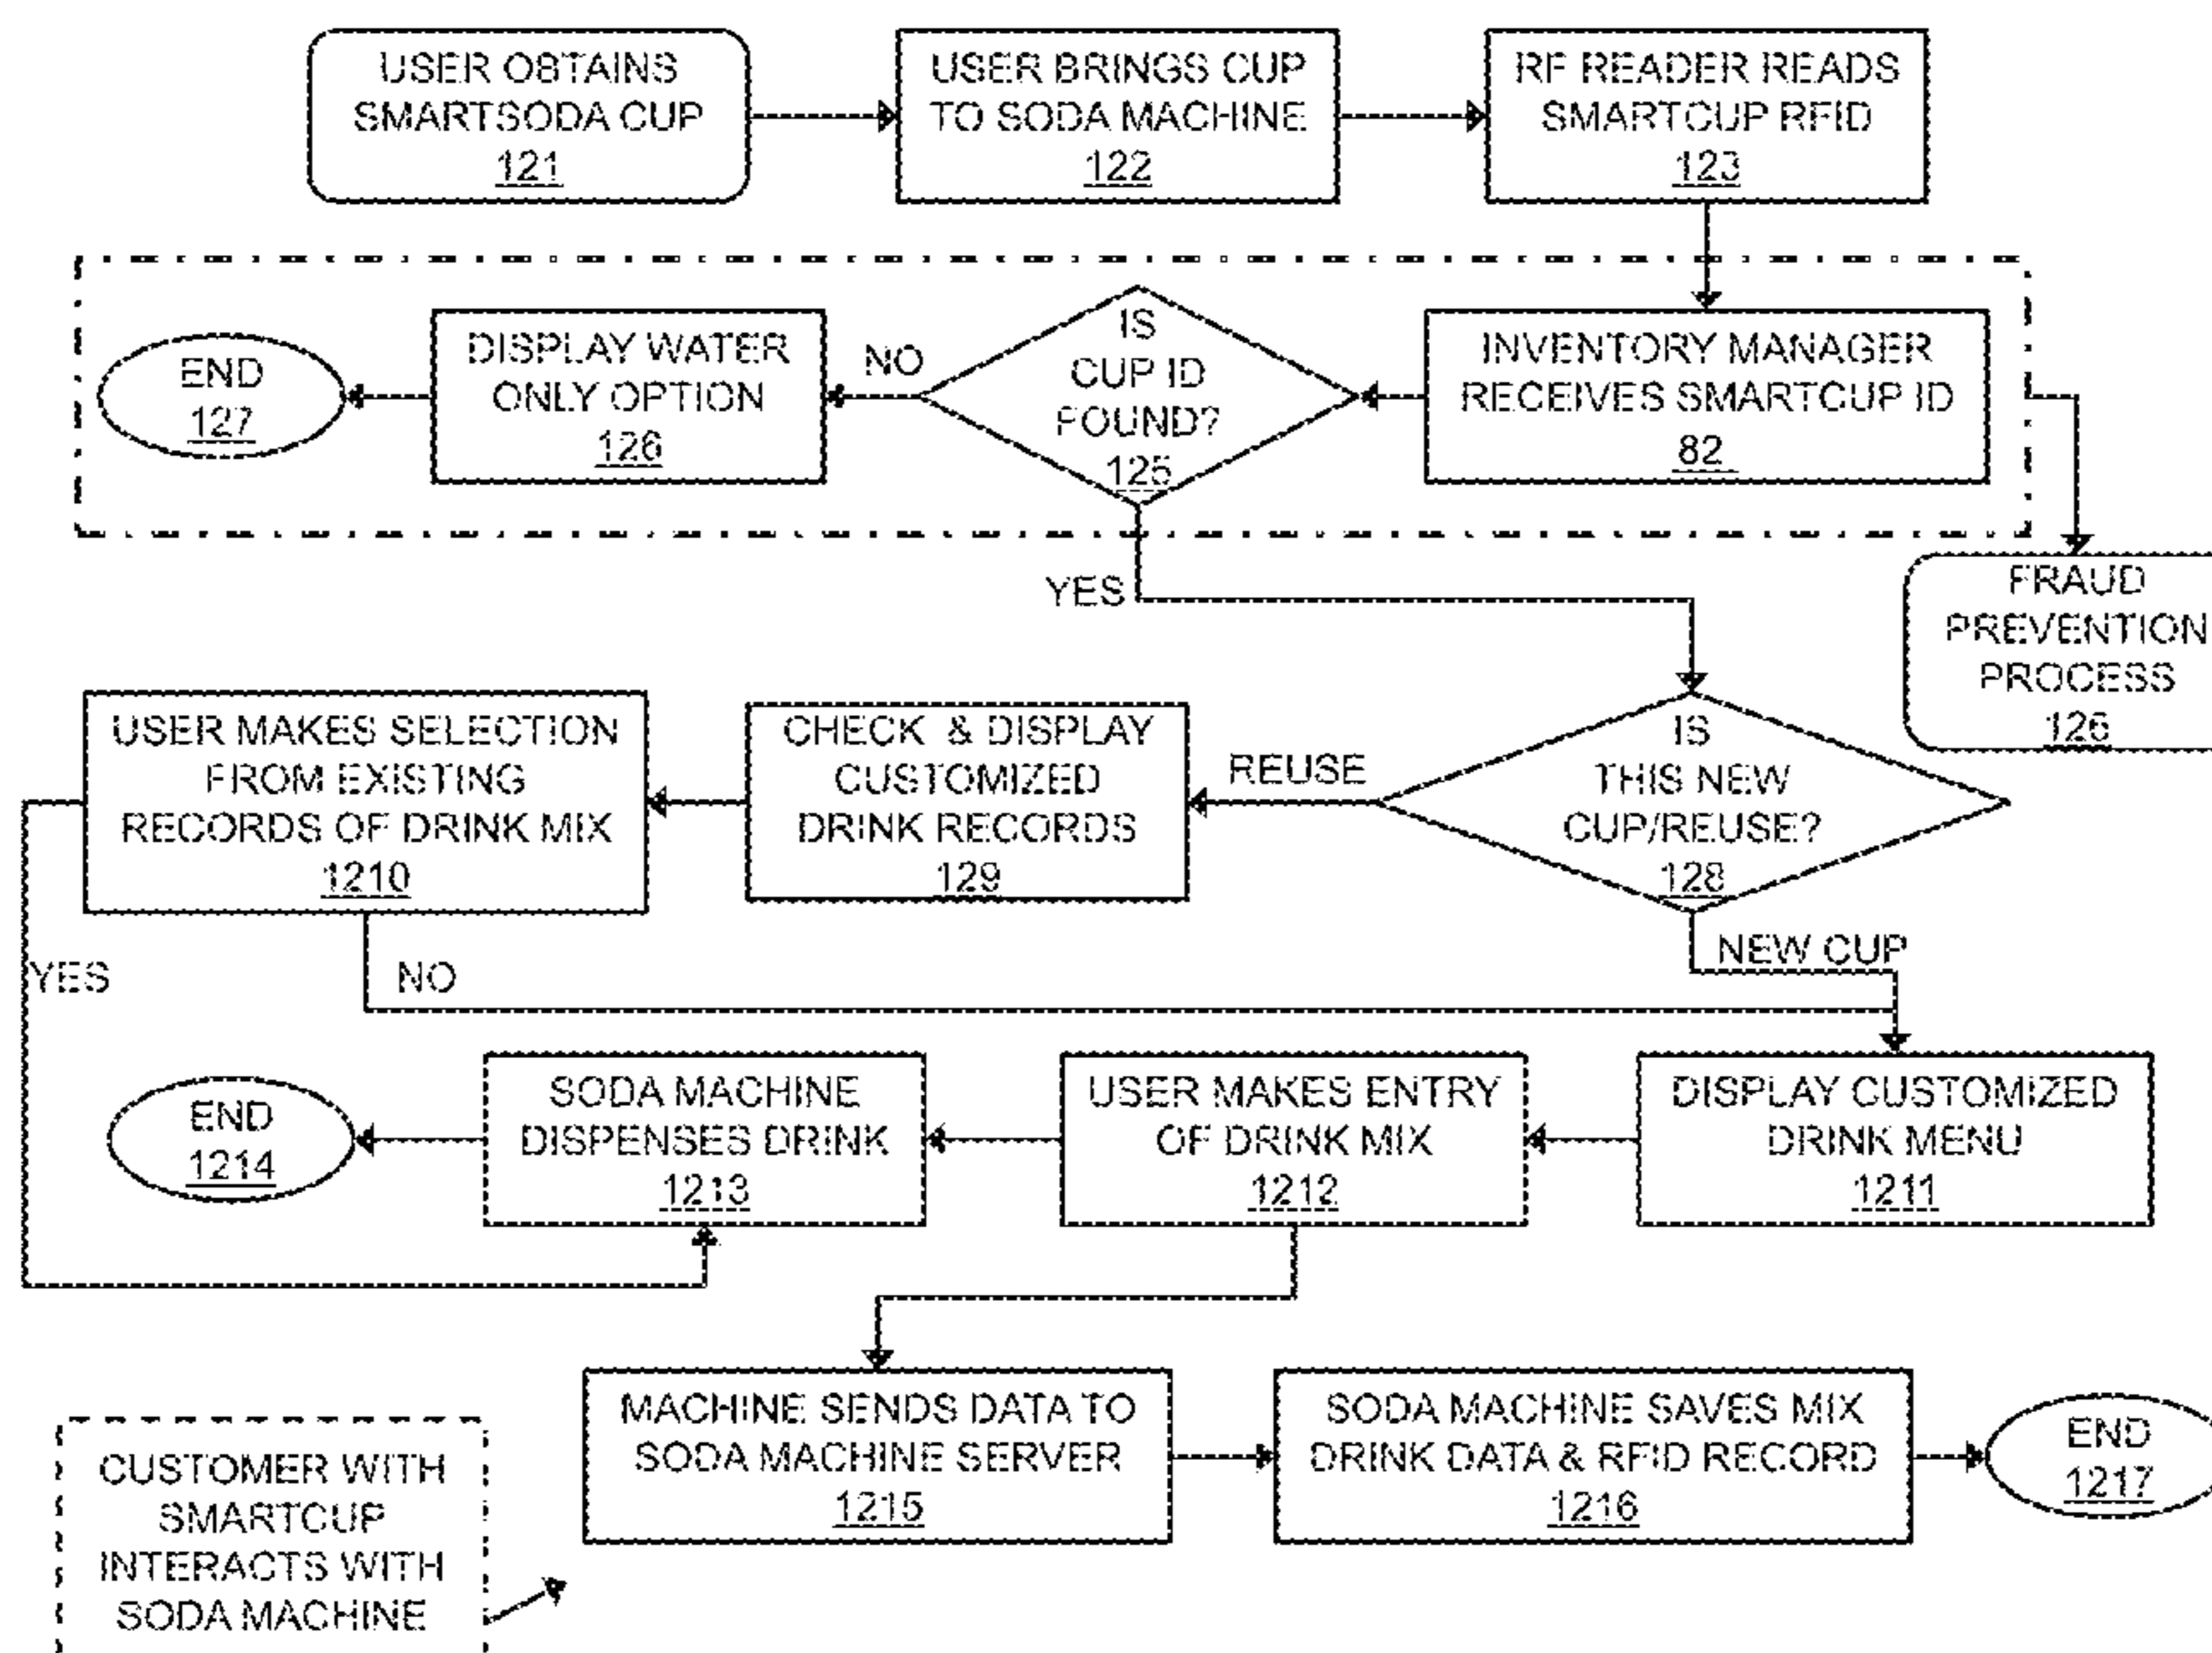 USER OBTAINS
SMARTSODA CUP
121
USER BRINGS CUP
TO SODA MACHINE
122
RF READER READS
SMARTCUP RFID
123
END
127
DISPLAY WATER
ONLY OPTION
126
NO
IS
CUP ID
FOUND?
125
INVENTORY MANAGER
RECEIVES SMARTCUP ID
82
YES
FRAUD
PREVENTION
PROCESS
126
USER MAKES SELECTION
FROM EXISTING
RECORDS OF DRINK MIX
1210
CHECK & DISPLAY
CUSTOMIZED
DRINK RECORDS
129
REUSE
IS
THIS NEW
CUP/REUSE?
128
YES
NO
NEW CUP
END
1214
SODA MACHINE
DISPENSES DRINK
1213
USER MAKES ENTRY
OF DRINK MIX
1212
DISPLAY CUSTOMIZED
DRINK MENU
1211
MACHINE SENDS DATA TO
SODA MACHINE SERVER
1215
SODA MACHINE SAVES MIX
DRINK DATA & RFID RECORD
1216
END
1217
CUSTOMER WITH
SMARTCUP
INTERACTS WITH
SODA MACHINE